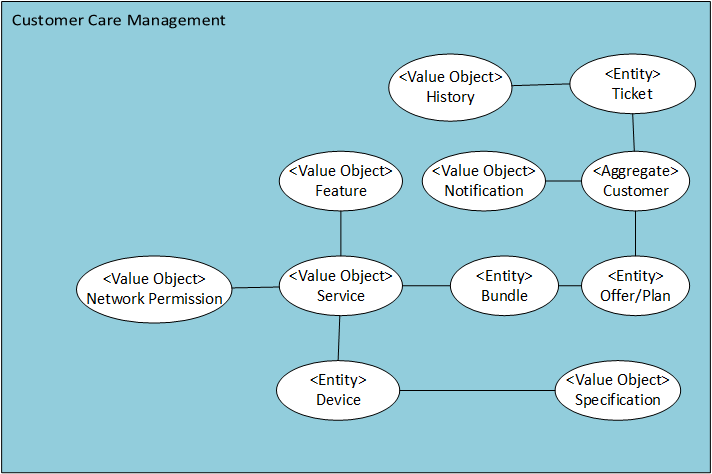 Customer Care Management
<Value Object>
History
<Entity>
Ticket
<Value Object>
Feature
<Value Object>
Notification
<Aggregate>
Customer
<Value Object>
Network Permission
<Value Object>
Service
<Entity>
Bundle
<Entity>
Offer/Plan
<Entity>
Device
<Value Object>
Specification